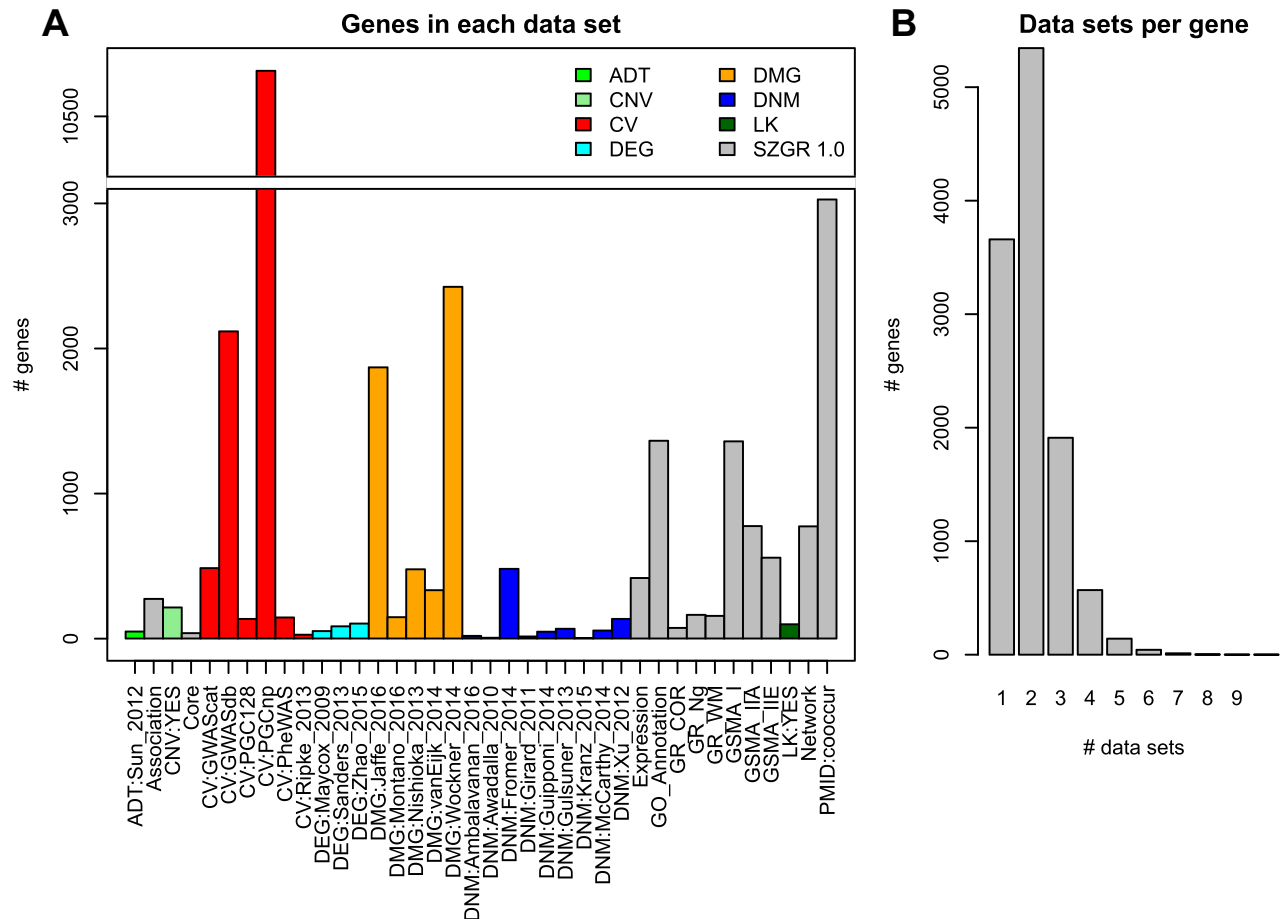 A
Genes in each data set
# genes
10500
3000
2000
1000
0
ADT
CNV
CV
DEG
DMG
DNM
LK
SZGR 1.0
ADT:Sun_2012
Association
CNV:YES
Core
CV:GWAScat
CV:GWASdb
CV:PGC128
CV:PGCnp
CV:PheWAS
CV:Ripke_2013
DEG:Maycox_2009
DEG:Sanders_2013
DEG:Zhao_2015
DMG:Jaffe_2016
DMG:Montano_2016
DMG:Nishioka_2013
DMG:vanEijk_2014
DMG:Wockner_2014
DNM:Ambalavanan_2016
DNM:Awadalla_2010
DNM:Fromer_2014
DNM:Girard_2011
DNM:Guipponi_2014
DNM:Gulsuner_2013
DNM:Kranz_2015
DNM:McCarthy_2014
DNM:Xu_2012
Expression
GO_Annotation
GR_COR
GR_Ng
GR_WM
GSMA_I
GSMA_IIA
GSMA_IIE
LK:YES
Network
PMID:cooccur
B
Data sets per gene
# genes
5000
4000
3000
2000
1000
0
1 2 3 4 5 6 7 8 9
# data sets